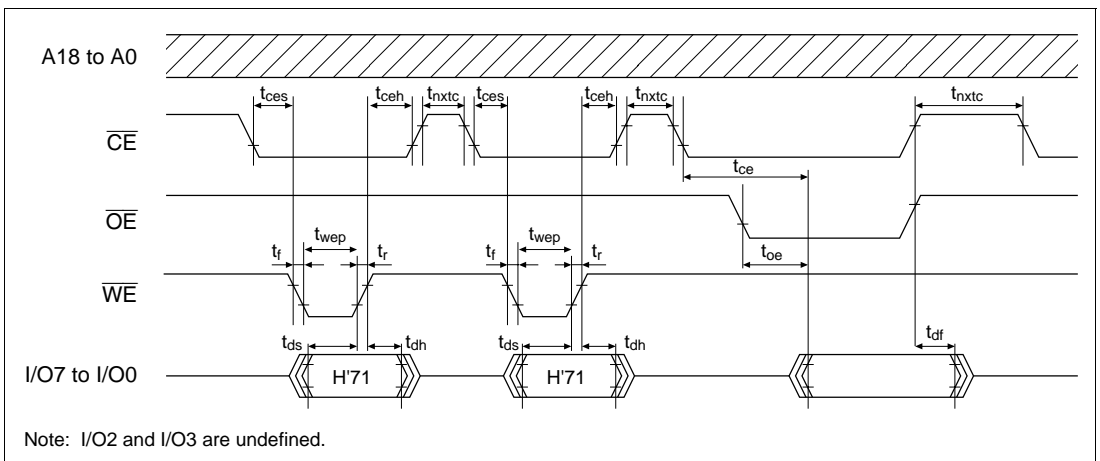 A18 to A0
tces tceh tnxtc tces tceh tnxtc tnxtc
CE
tce
OE
twep twep
tf tr tf tr toe
WE
tds tdh tds tdh tdf
I/O7 to I/O0 H'71 H'71
Note: I/O2 and I/O3 are undefined.